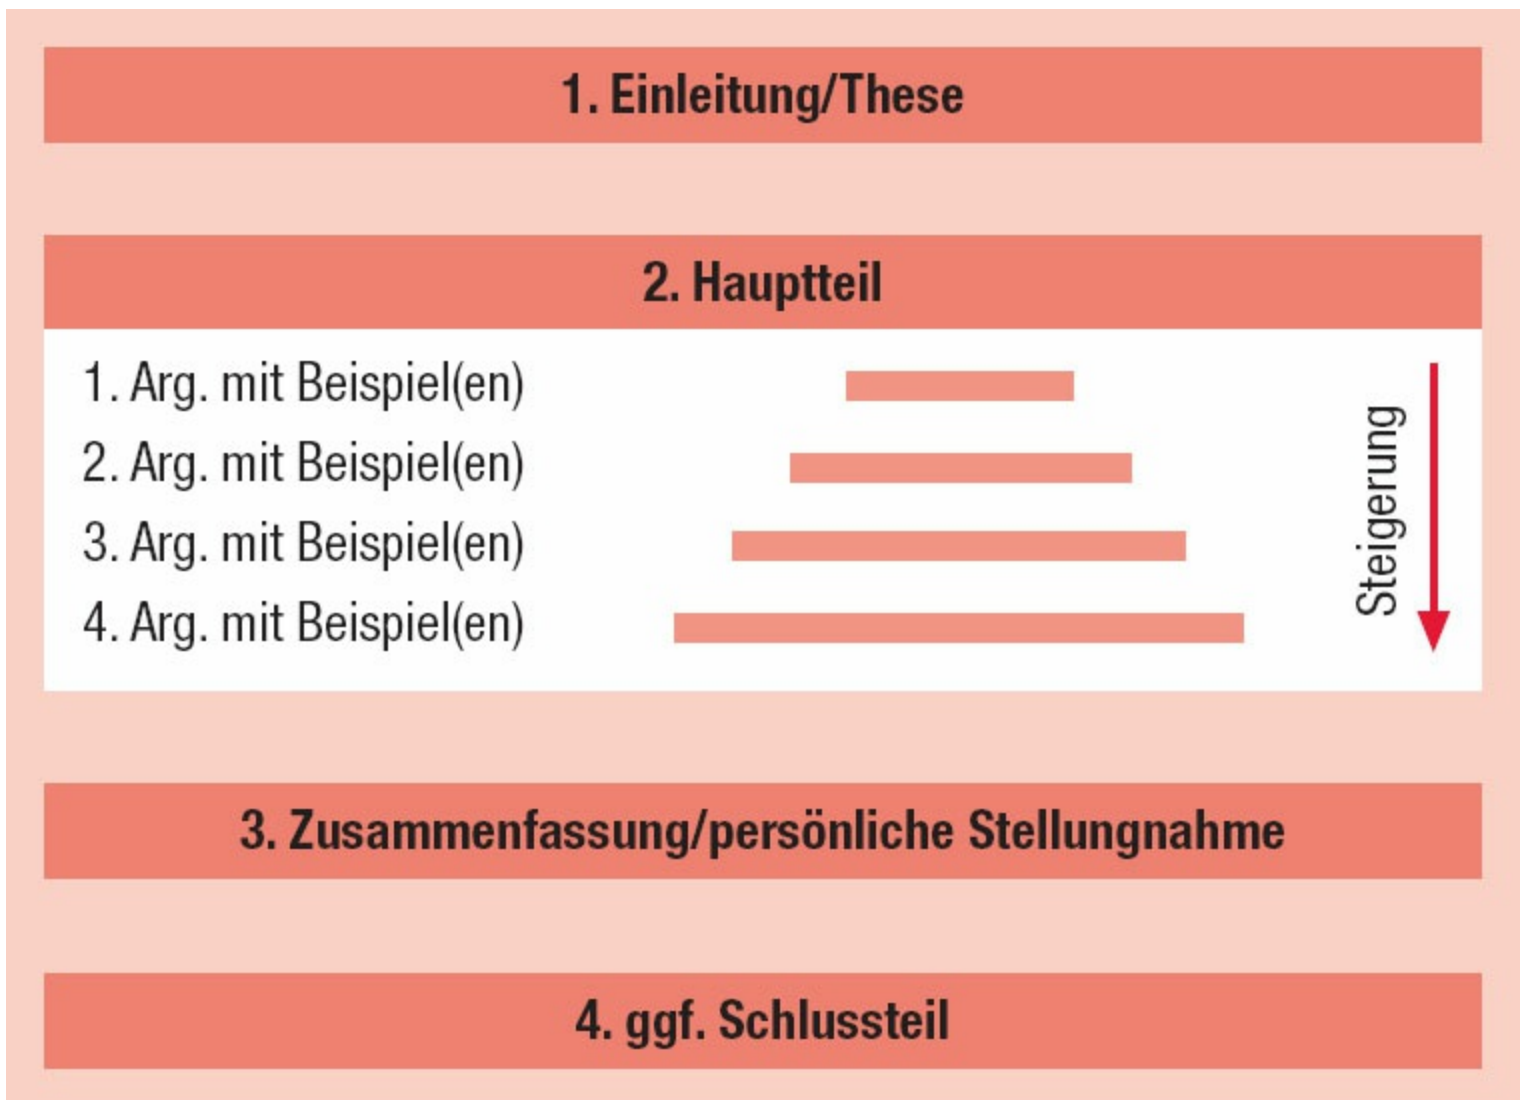 1. Einleitung/These
2. Hauptteil
1. Arg. mit Beispiel(en)
2. Arg. mit Beispiel(en)
3. Arg. mit Beispiel(en)
4. Arg. mit Beispiel(en)
Steigerung
3. Zusammenfassung/persönliche Stellungnahme
4. ggf. Schlussteil